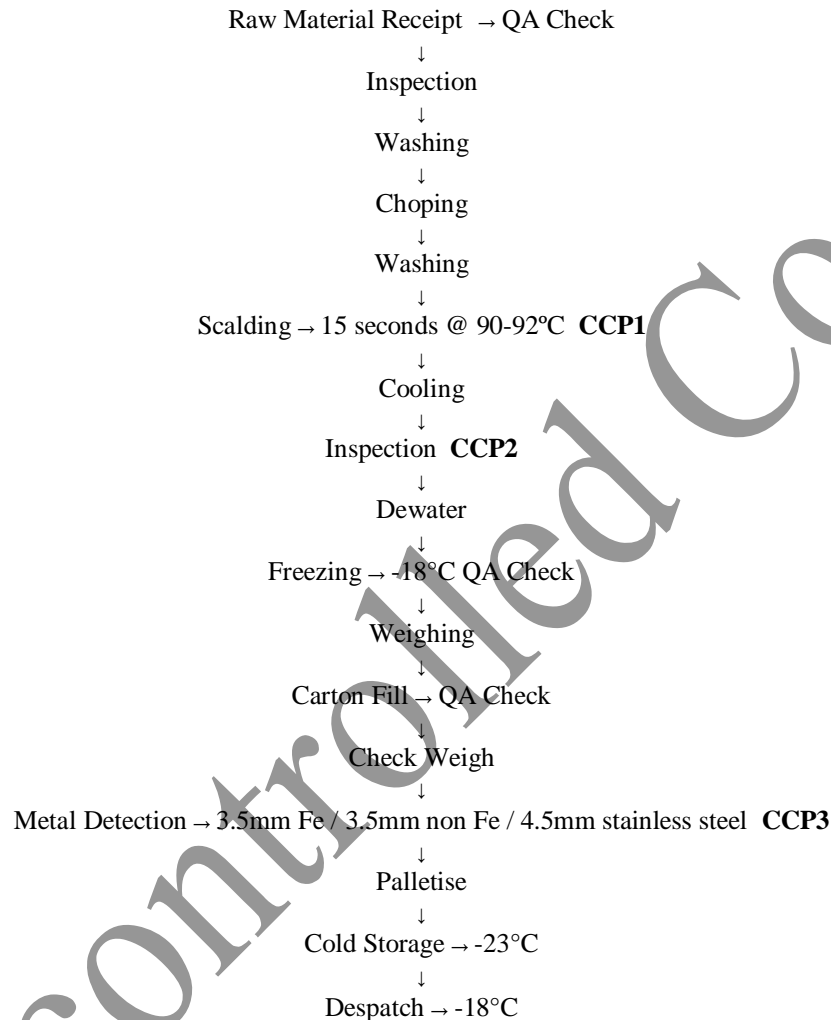 Raw Material Receipt → QA Check
↓
Inspection
↓
Washing
↓
Choping
↓
Washing
↓
Scalding → 15 seconds @ 90-92ºC CCP1
↓
Cooling
↓
Inspection CCP2
↓
Dewater
↓
Freezing → -18°C QA Check
↓
Weighing
↓
Carton Fill → QA Check
↓
Check Weigh
↓
Metal Detection → 3.5mm Fe / 3.5mm non Fe / 4.5mm stainless steel CCP3
↓
Palletise
↓
Cold Storage → -23°C
↓
Despatch → -18°C
controlled Co